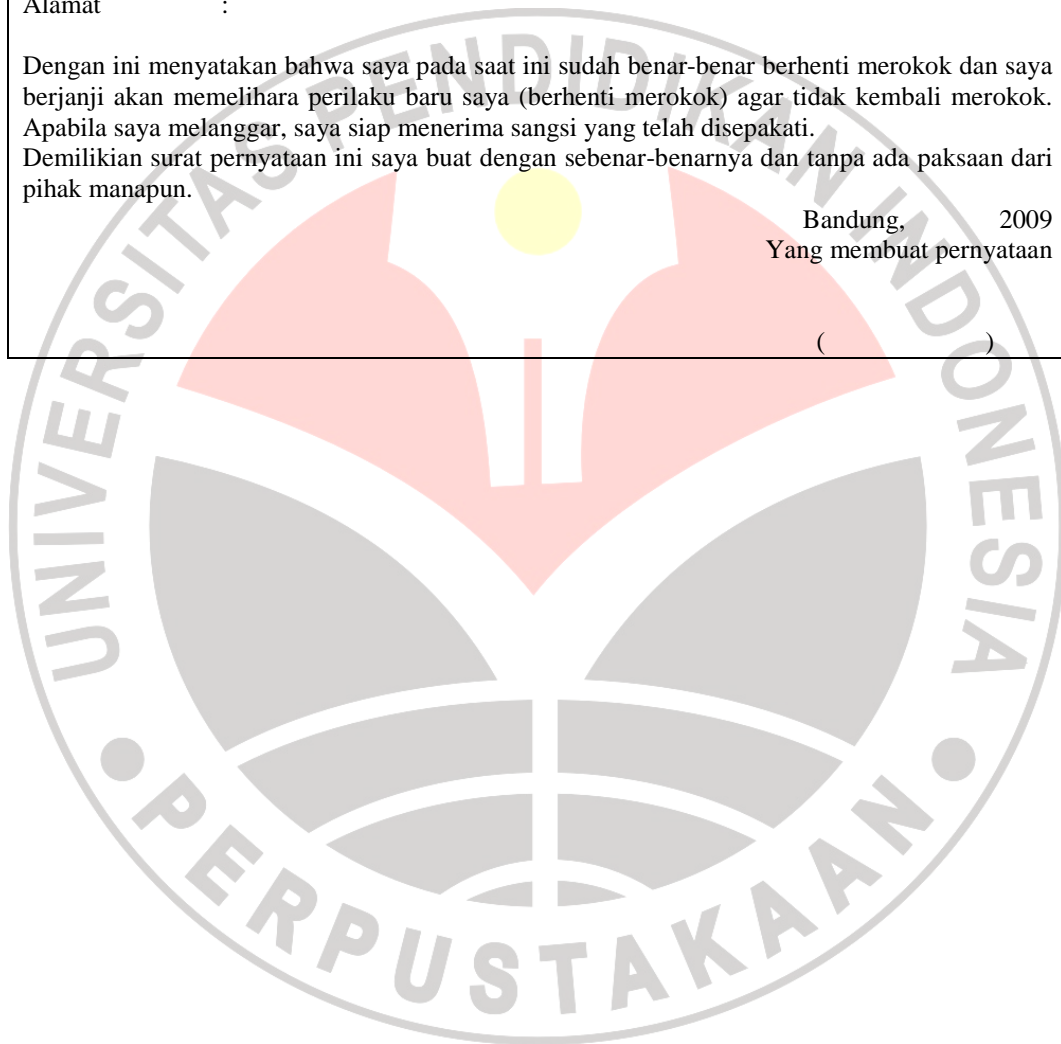 Alamat :
Dengan ini menyatakan bahwa saya pada saat ini sudah benar-benar berhenti merokok dan saya
berjanji akan memelihara perilaku baru saya (berhenti merokok) agar tidak kembali merokok.
Apabila saya melanggar, saya siap menerima sangsi yang telah disepakati.
Demilikian surat pernyataan ini saya buat dengan sebenar-benarnya dan tanpa ada paksaan dari
pihak manapun.
Bandung, 2009
Yang membuat pernyataan
( )
UNIVERSITAS PENDIDIKAN INDONESIA
PERPUSTAKAAN